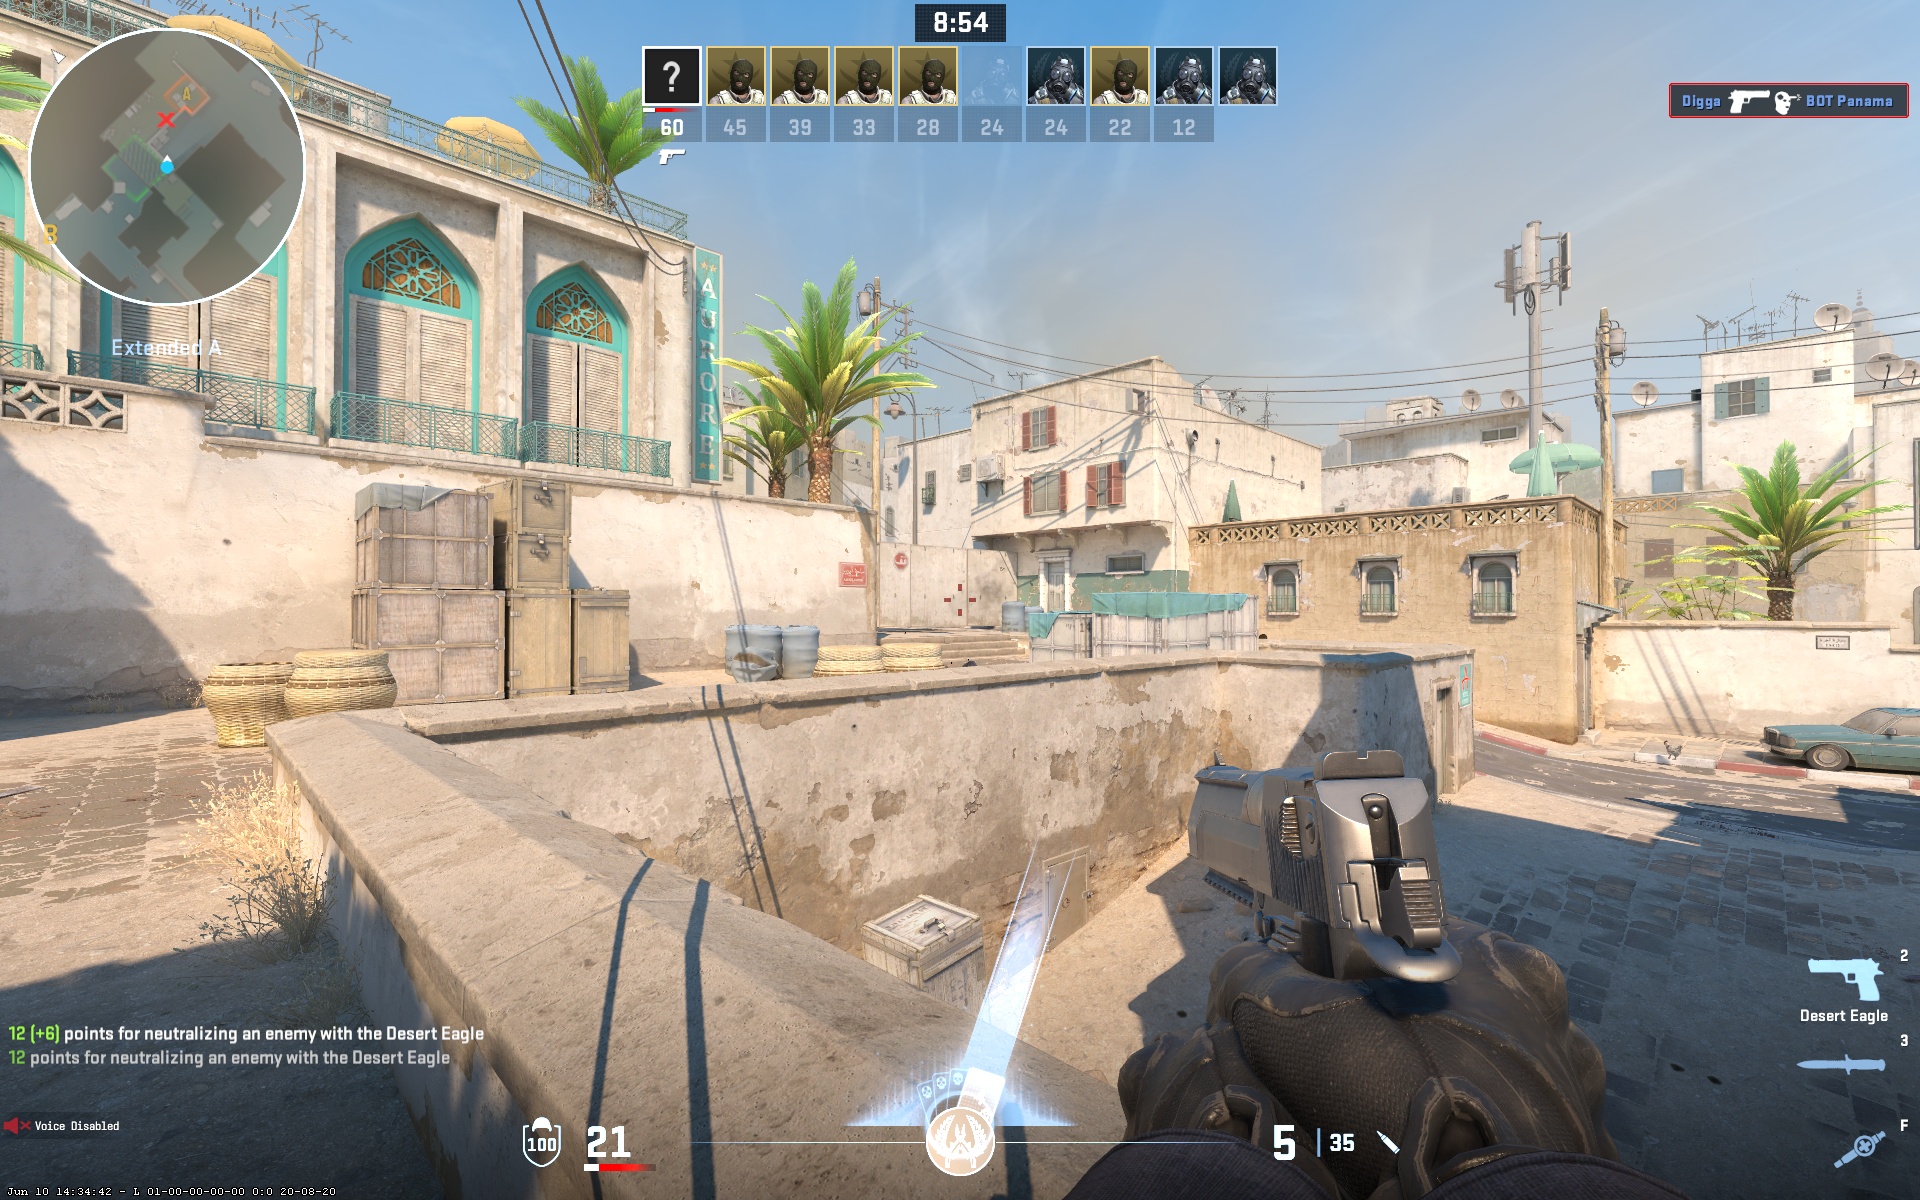 8:54
?
60 45 39 33 28 24 24 22 12
Digga BOT Panama
A
B
Extended A
AURORE
2
Desert Eagle
3
F
12 (+6) points for neutralizing an enemy with the Desert Eagle
12 points for neutralizing an enemy with the Desert Eagle
Voice Disabled
100 21
5 | 35
Jun 10 14:34:42 - L 01-00-00-00-00 0:0 20-08-20